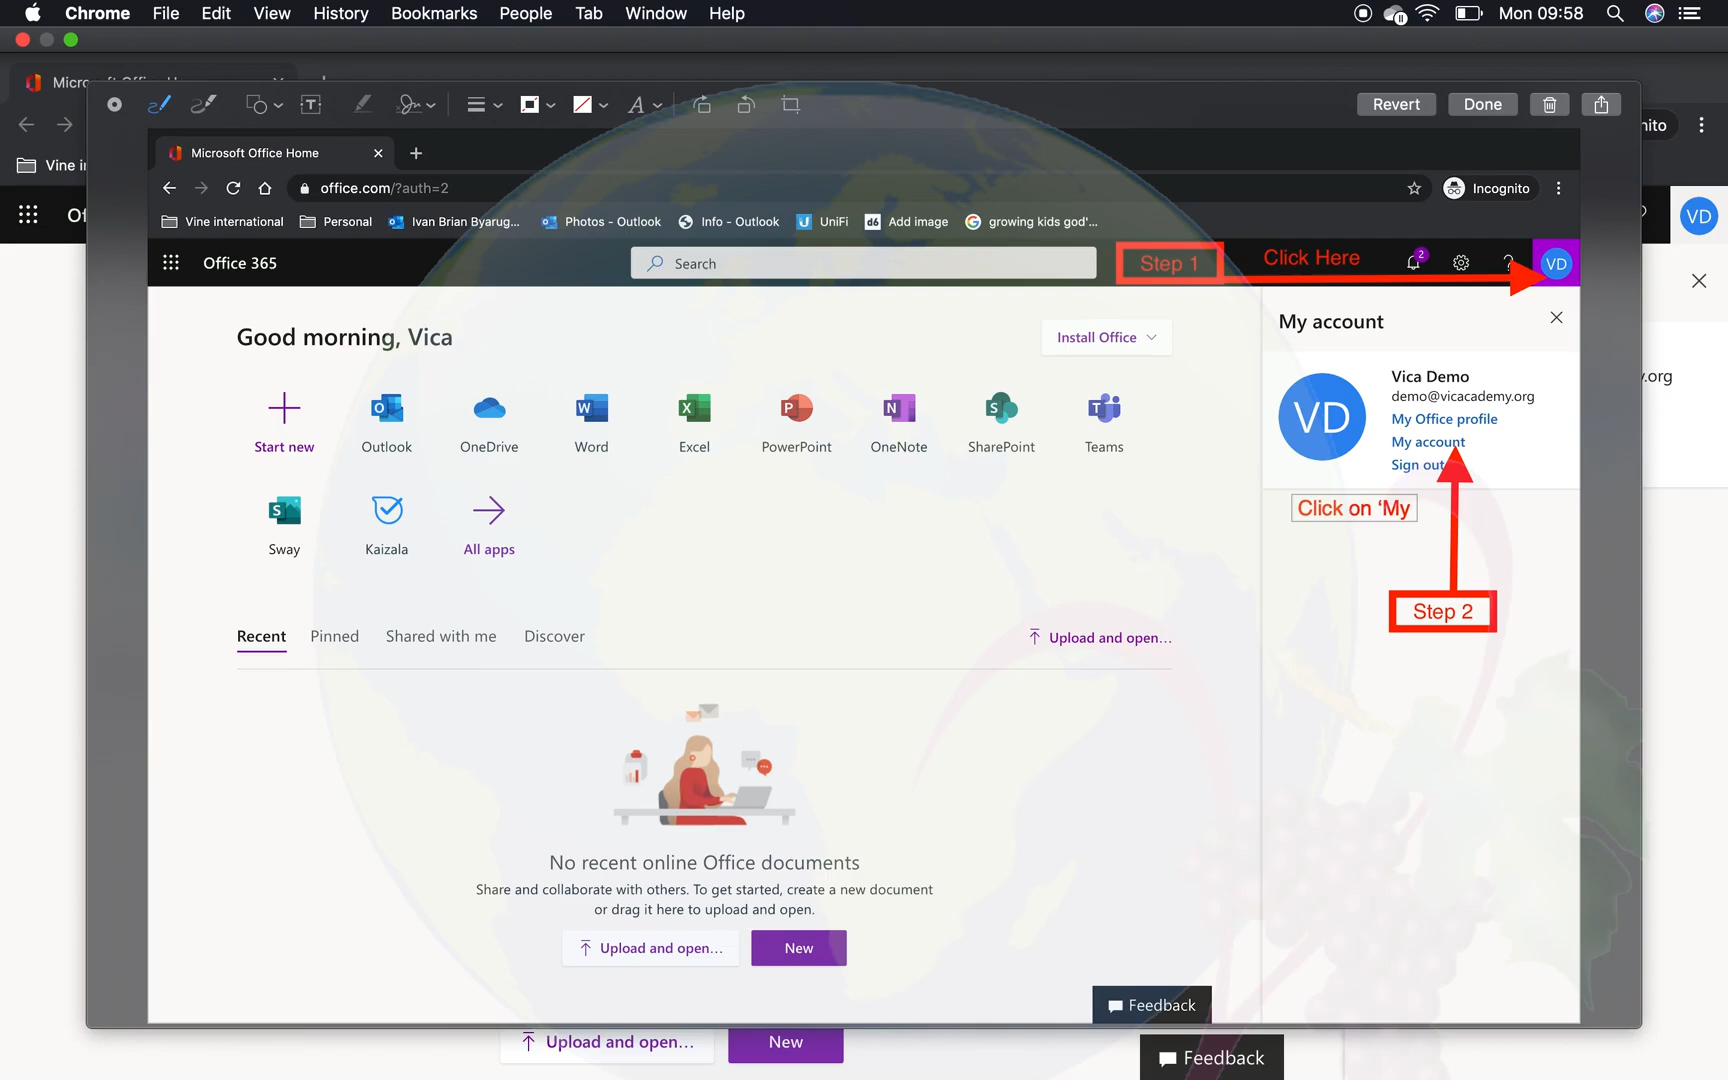 Chrome File Edit View History Bookmarks People Tab Window Help Mon 09:58
Vine
Revert Done
Microsoft Office Home
office.com/?auth=2
Incognito
Vine international Personal Ivan Brian Byarug... Photos - Outlook Info - Outlook UniFi Add image growing kids god'...
Office 365
Search
Step 1
Click Here
2
VD
VD
Good morning, Vica
Install Office
My account
Vica Demo
demo@vicacademy.org
My Office profile
My account
Sign out
VD
Click on ‘My
Step 2
Start new Outlook OneDrive Word Excel PowerPoint OneNote SharePoint Teams
Sway Kaizala All apps
Recent Pinned Shared with me Discover
Upload and open...
No recent online Office documents
Share and collaborate with others. To get started, create a new document
or drag it here to upload and open.
Upload and open... New
Feedback
Upload and open... New
Feedback